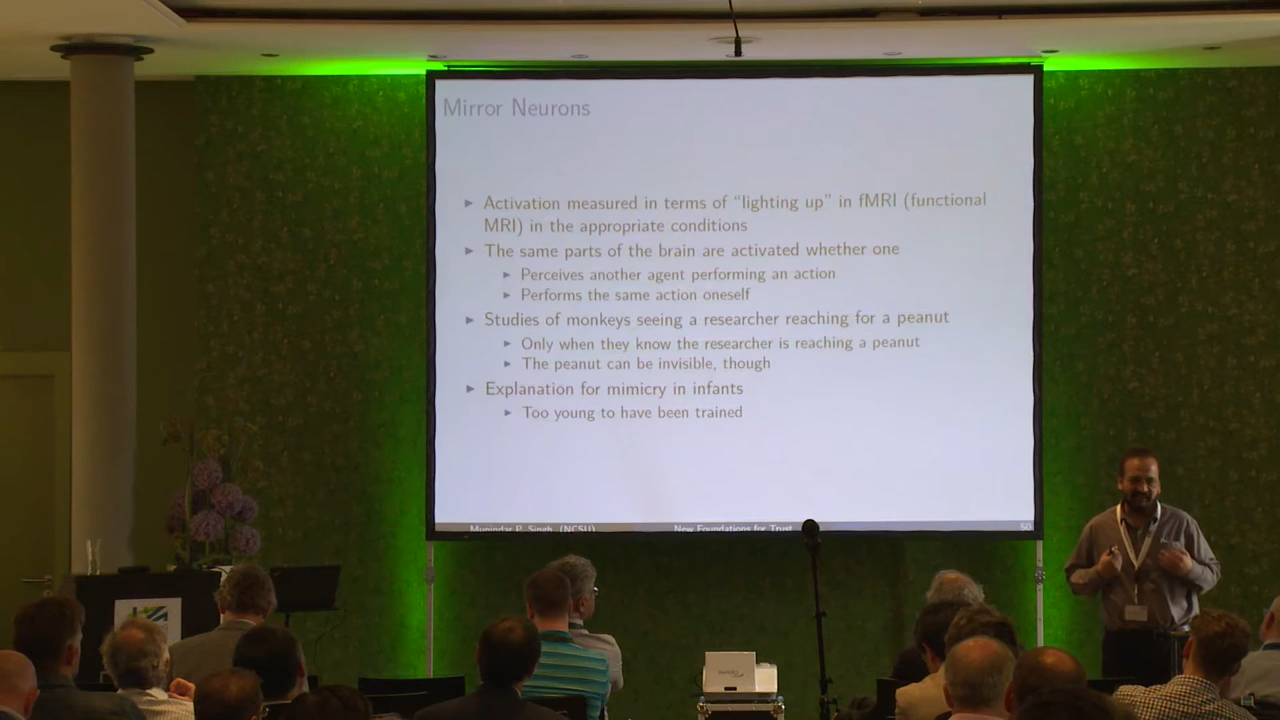 Mirror Neurons
Activation measured in terms of “lighting up” in fMRI (functional
MRI) in the appropriate conditions
The same parts of the brain are activated whether one
Perceives another agent performing an action
Performs the same action oneself
Studies of monkeys seeing a researcher reaching for a peanut
Only when they know the researcher is reaching a peanut
The peanut can be invisible, though
Explanation for mimicry in infants
Too young to have been trained
Munindar P. Singh (NCSU) New Foundations for Trust 50